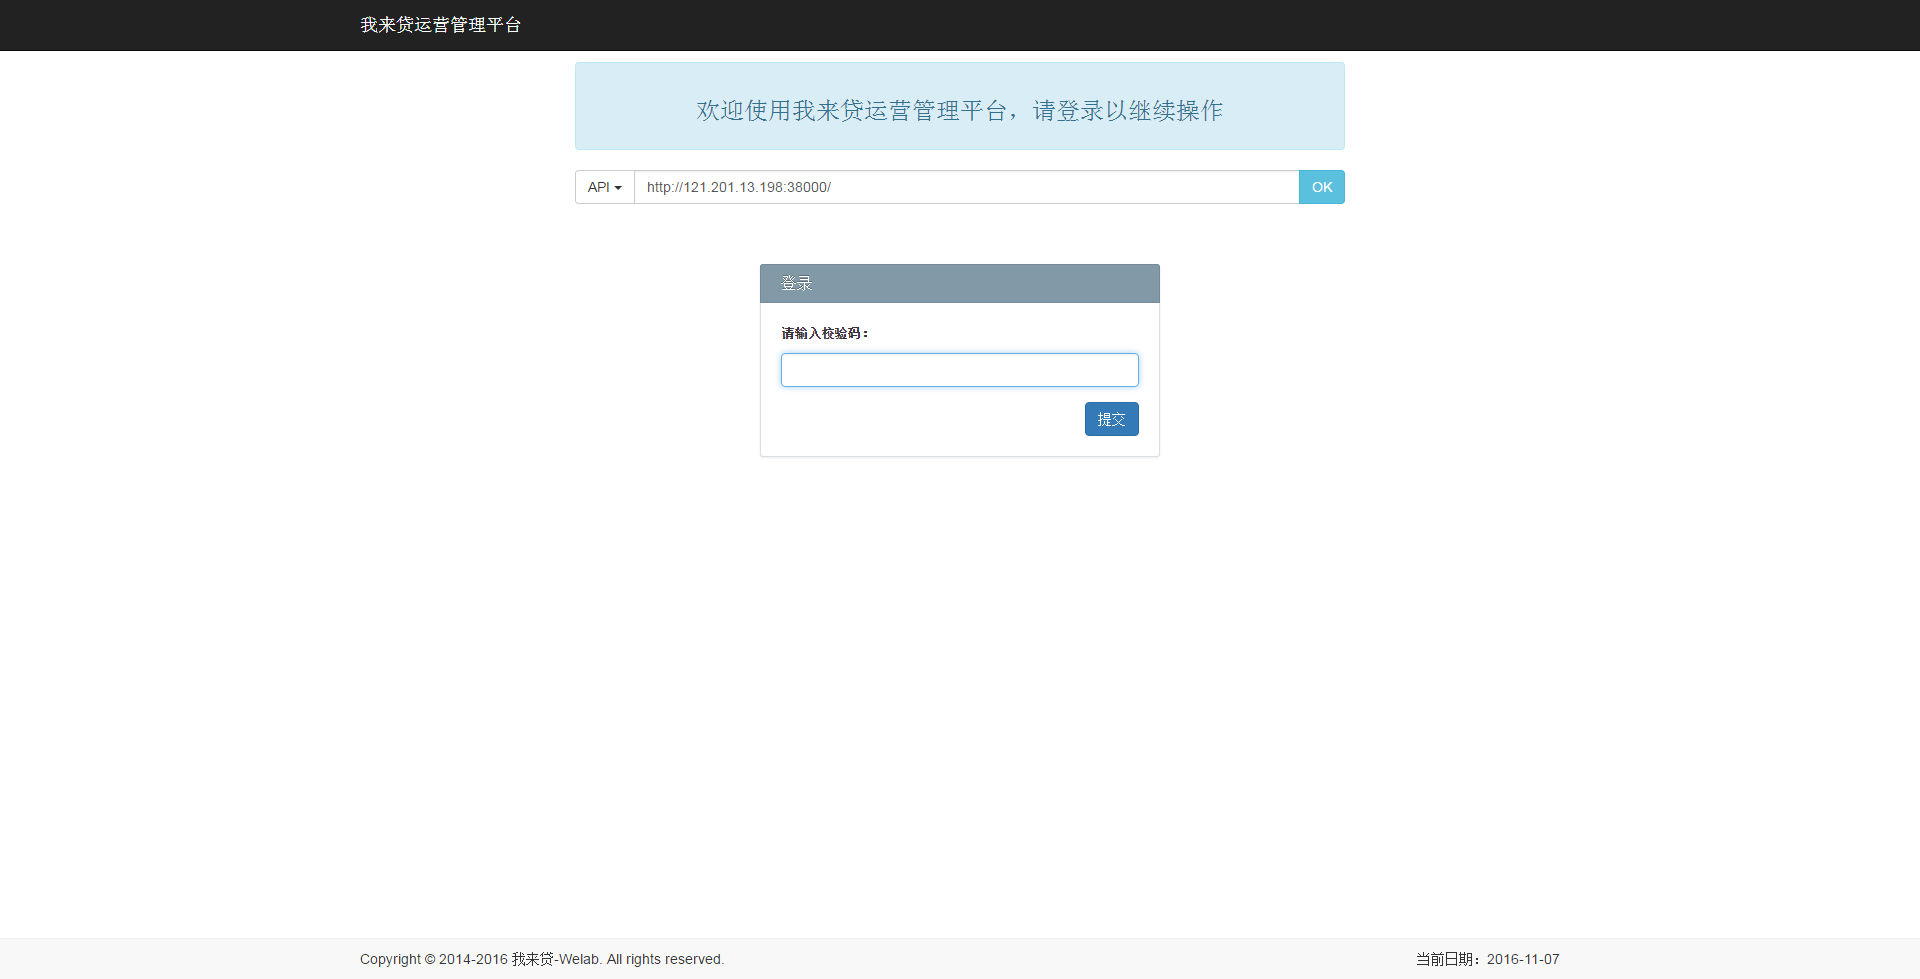 我来贷运营管理平台
欢迎使用我来贷运营管理平台，请登录以继续操作
API http://121.201.13.198:38000/ OK
登录
请输入校验码：
提交
Copyright © 2014-2016 我来贷-Welab. All rights reserved. 当前日期：2016-11-07